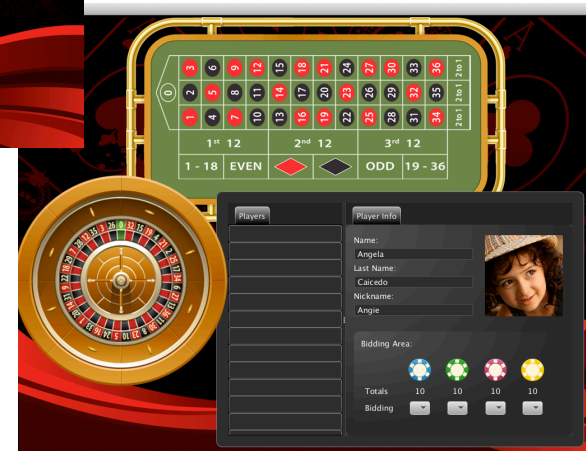 3 6 9 12 15 18 21 24 27 30 33 36 2 to 1
0 2 5 8 11 14 17 20 23 26 29 32 35 2 to 1
1 4 7 10 13 16 19 22 25 28 31 34 2 to 1
1st 12 2nd 12 3rd 12
1 - 18 EVEN ODD 19 - 36
Players
Player Info
Name:
Angela
Last Name:
Caicedo
Nickname:
Angie
Bidding Area:
Totals 10 10 10 10
Bidding